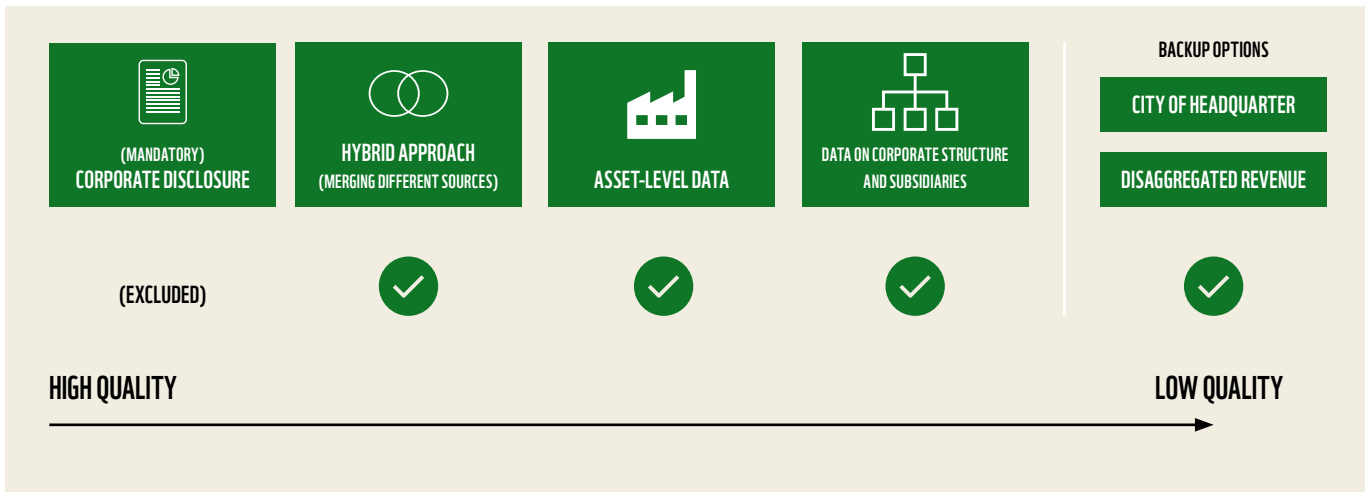 (MANDATORY)
CORPORATE DISCLOSURE
HYBRID APPROACH
(MERGING DIFFERENT SOURCES)
ASSET-LEVEL DATA
DATA ON CORPORATE STRUCTURE
AND SUBSIDIARIES
BACKUP OPTIONS
CITY OF HEADQUARTER
DISAGGREGATED REVENUE
(EXCLUDED)
HIGH QUALITY
LOW QUALITY